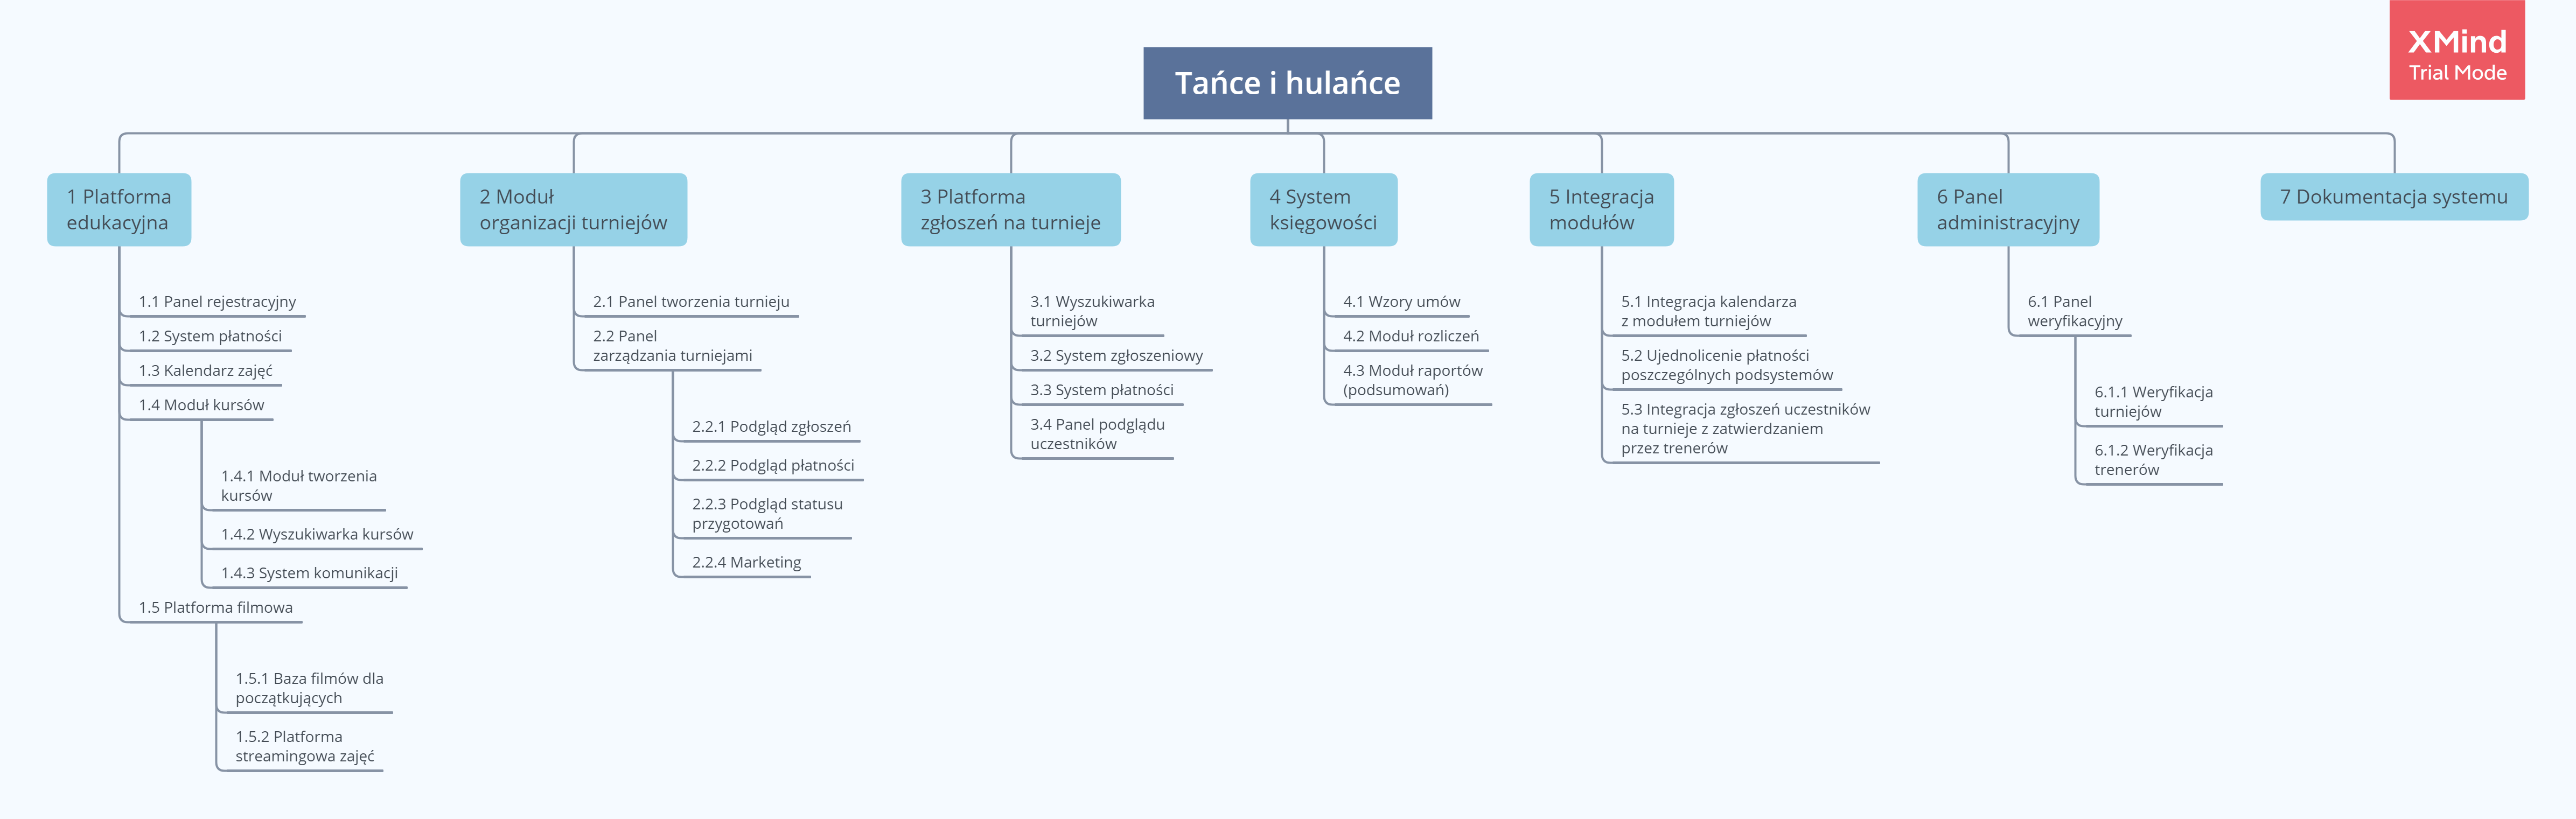 XMind
Trial Mode
Tańce i hulańce
1 Platforma
edukacyjna
1.1 Panel rejestracyjny
1.2 System płatności
1.3 Kalendarz zajęć
1.4 Moduł kursów
1.4.1 Moduł tworzenia
kursów
1.4.2 Wyszukiwarka kursów
1.4.3 System komunikacji
1.5 Platforma filmowa
1.5.1 Baza filmów dla
początkujących
1.5.2 Platforma
streamingowa zajęć
2 Moduł
organizacji turniejów
2.1 Panel tworzenia turnieju
2.2 Panel
zarządzania turniejami
2.2.1 Podgląd zgłoszeń
2.2.2 Podgląd płatności
2.2.3 Podgląd statusu
przygotowań
2.2.4 Marketing
3 Platforma
zgłoszeń na turnieje
3.1 Wyszukiwarka
turniejów
3.2 System zgłoszeniowy
3.3 System płatności
3.4 Panel podglądu
uczestników
4 System
księgowości
4.1 Wzory umów
4.2 Moduł rozliczeń
4.3 Moduł raportów
(podsumowań)
5 Integracja
modułów
5.1 Integracja kalendarza
z modułem turniejów
5.2 Ujednolicenie płatności
poszczególnych podsystemów
5.3 Integracja zgłoszeń uczestników
na turnieje z zatwierdzaniem
przez trenerów
6 Panel
administracyjny
6.1 Panel
weryfikacyjny
6.1.1 Weryfikacja
turniejów
6.1.2 Weryfikacja
trenerów
7 Dokumentacja systemu